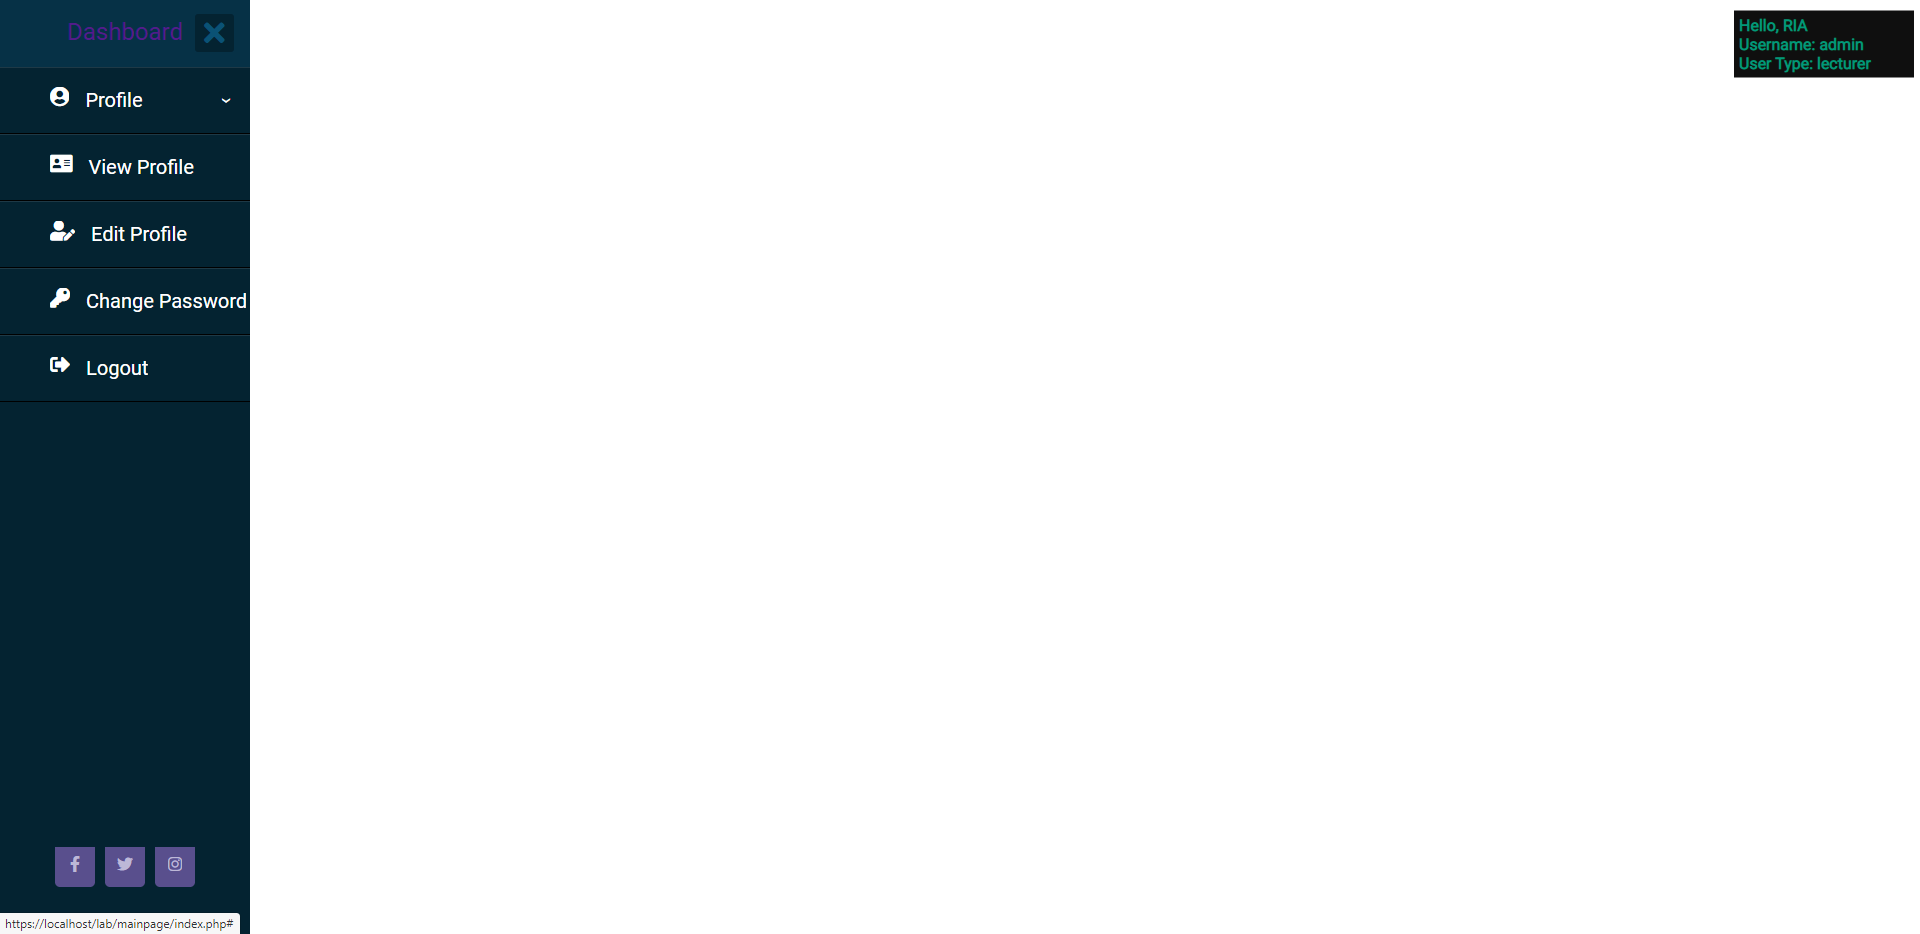 Dashboard
Hello, RIA
Username: admin
User Type: lecturer
Profile
View Profile
Edit Profile
Change Password
Logout
https://localhost/lab/mainpage/index.php#